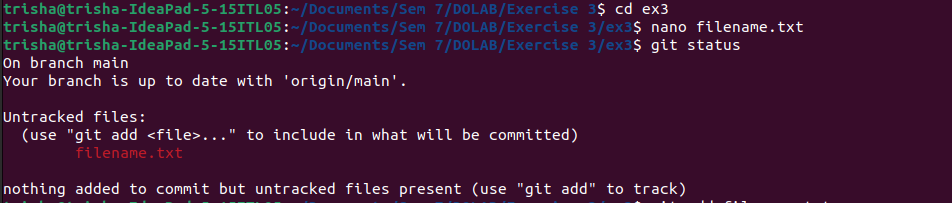 trisha@trisha-IdeaPad-5-15ITL05:~/Documents/Sem 7/DOLAB/Exercise 3$ cd ex3
trisha@trisha-IdeaPad-5-15ITL05:~/Documents/Sem 7/DOLAB/Exercise 3/ex3$ nano filename.txt
trisha@trisha-IdeaPad-5-15ITL05:~/Documents/Sem 7/DOLAB/Exercise 3/ex3$ git status
On branch main
Your branch is up to date with 'origin/main'.
Untracked files:
(use "git add <file>..." to include in what will be committed)
filename.txt
nothing added to commit but untracked files present (use "git add" to track)